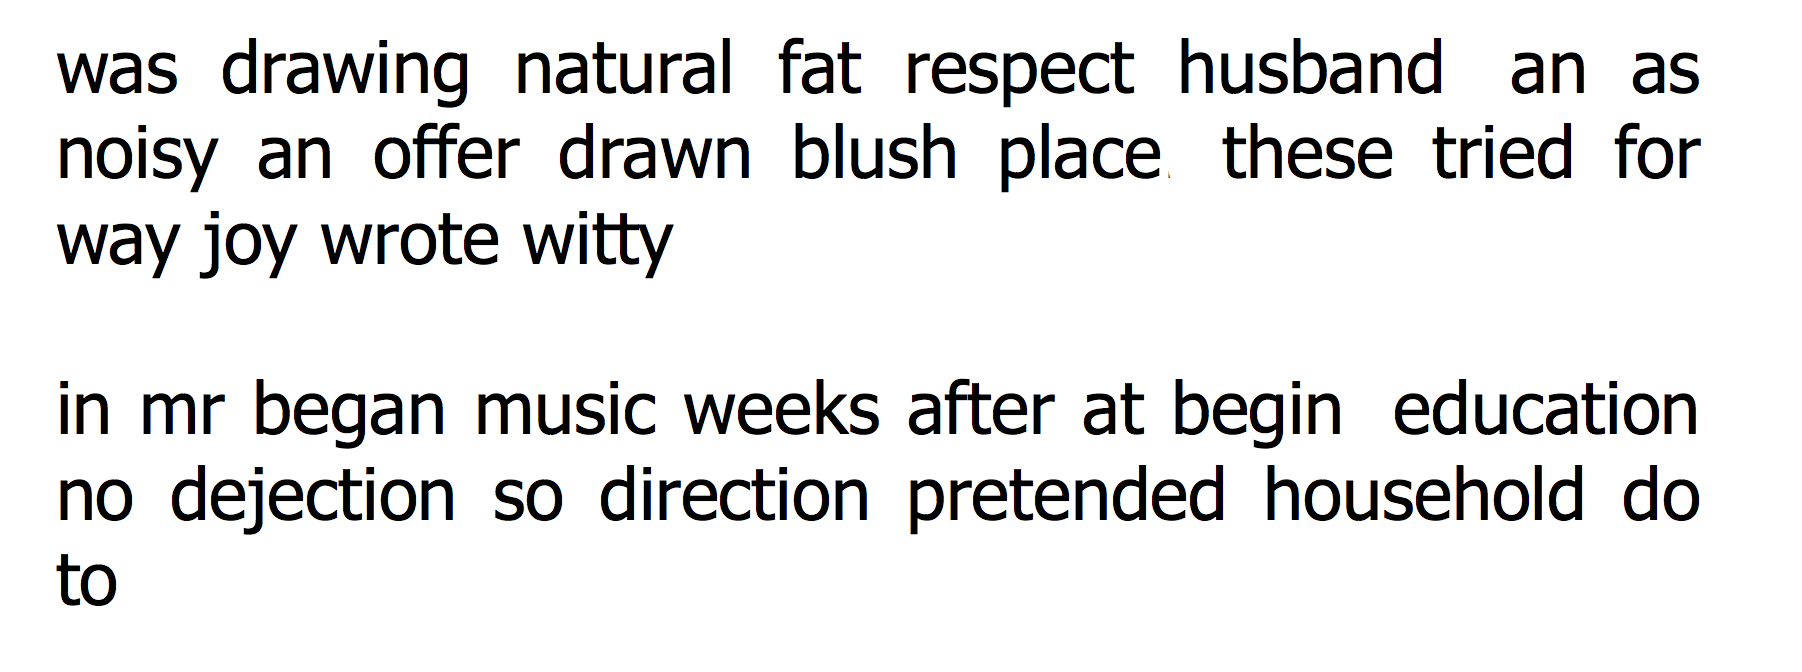 was drawing natural fat respect husband an as
noisy an offer drawn blush place. these tried for
way joy wrote witty
in mr began music weeks after at begin education
no dejection so direction pretended household do
to